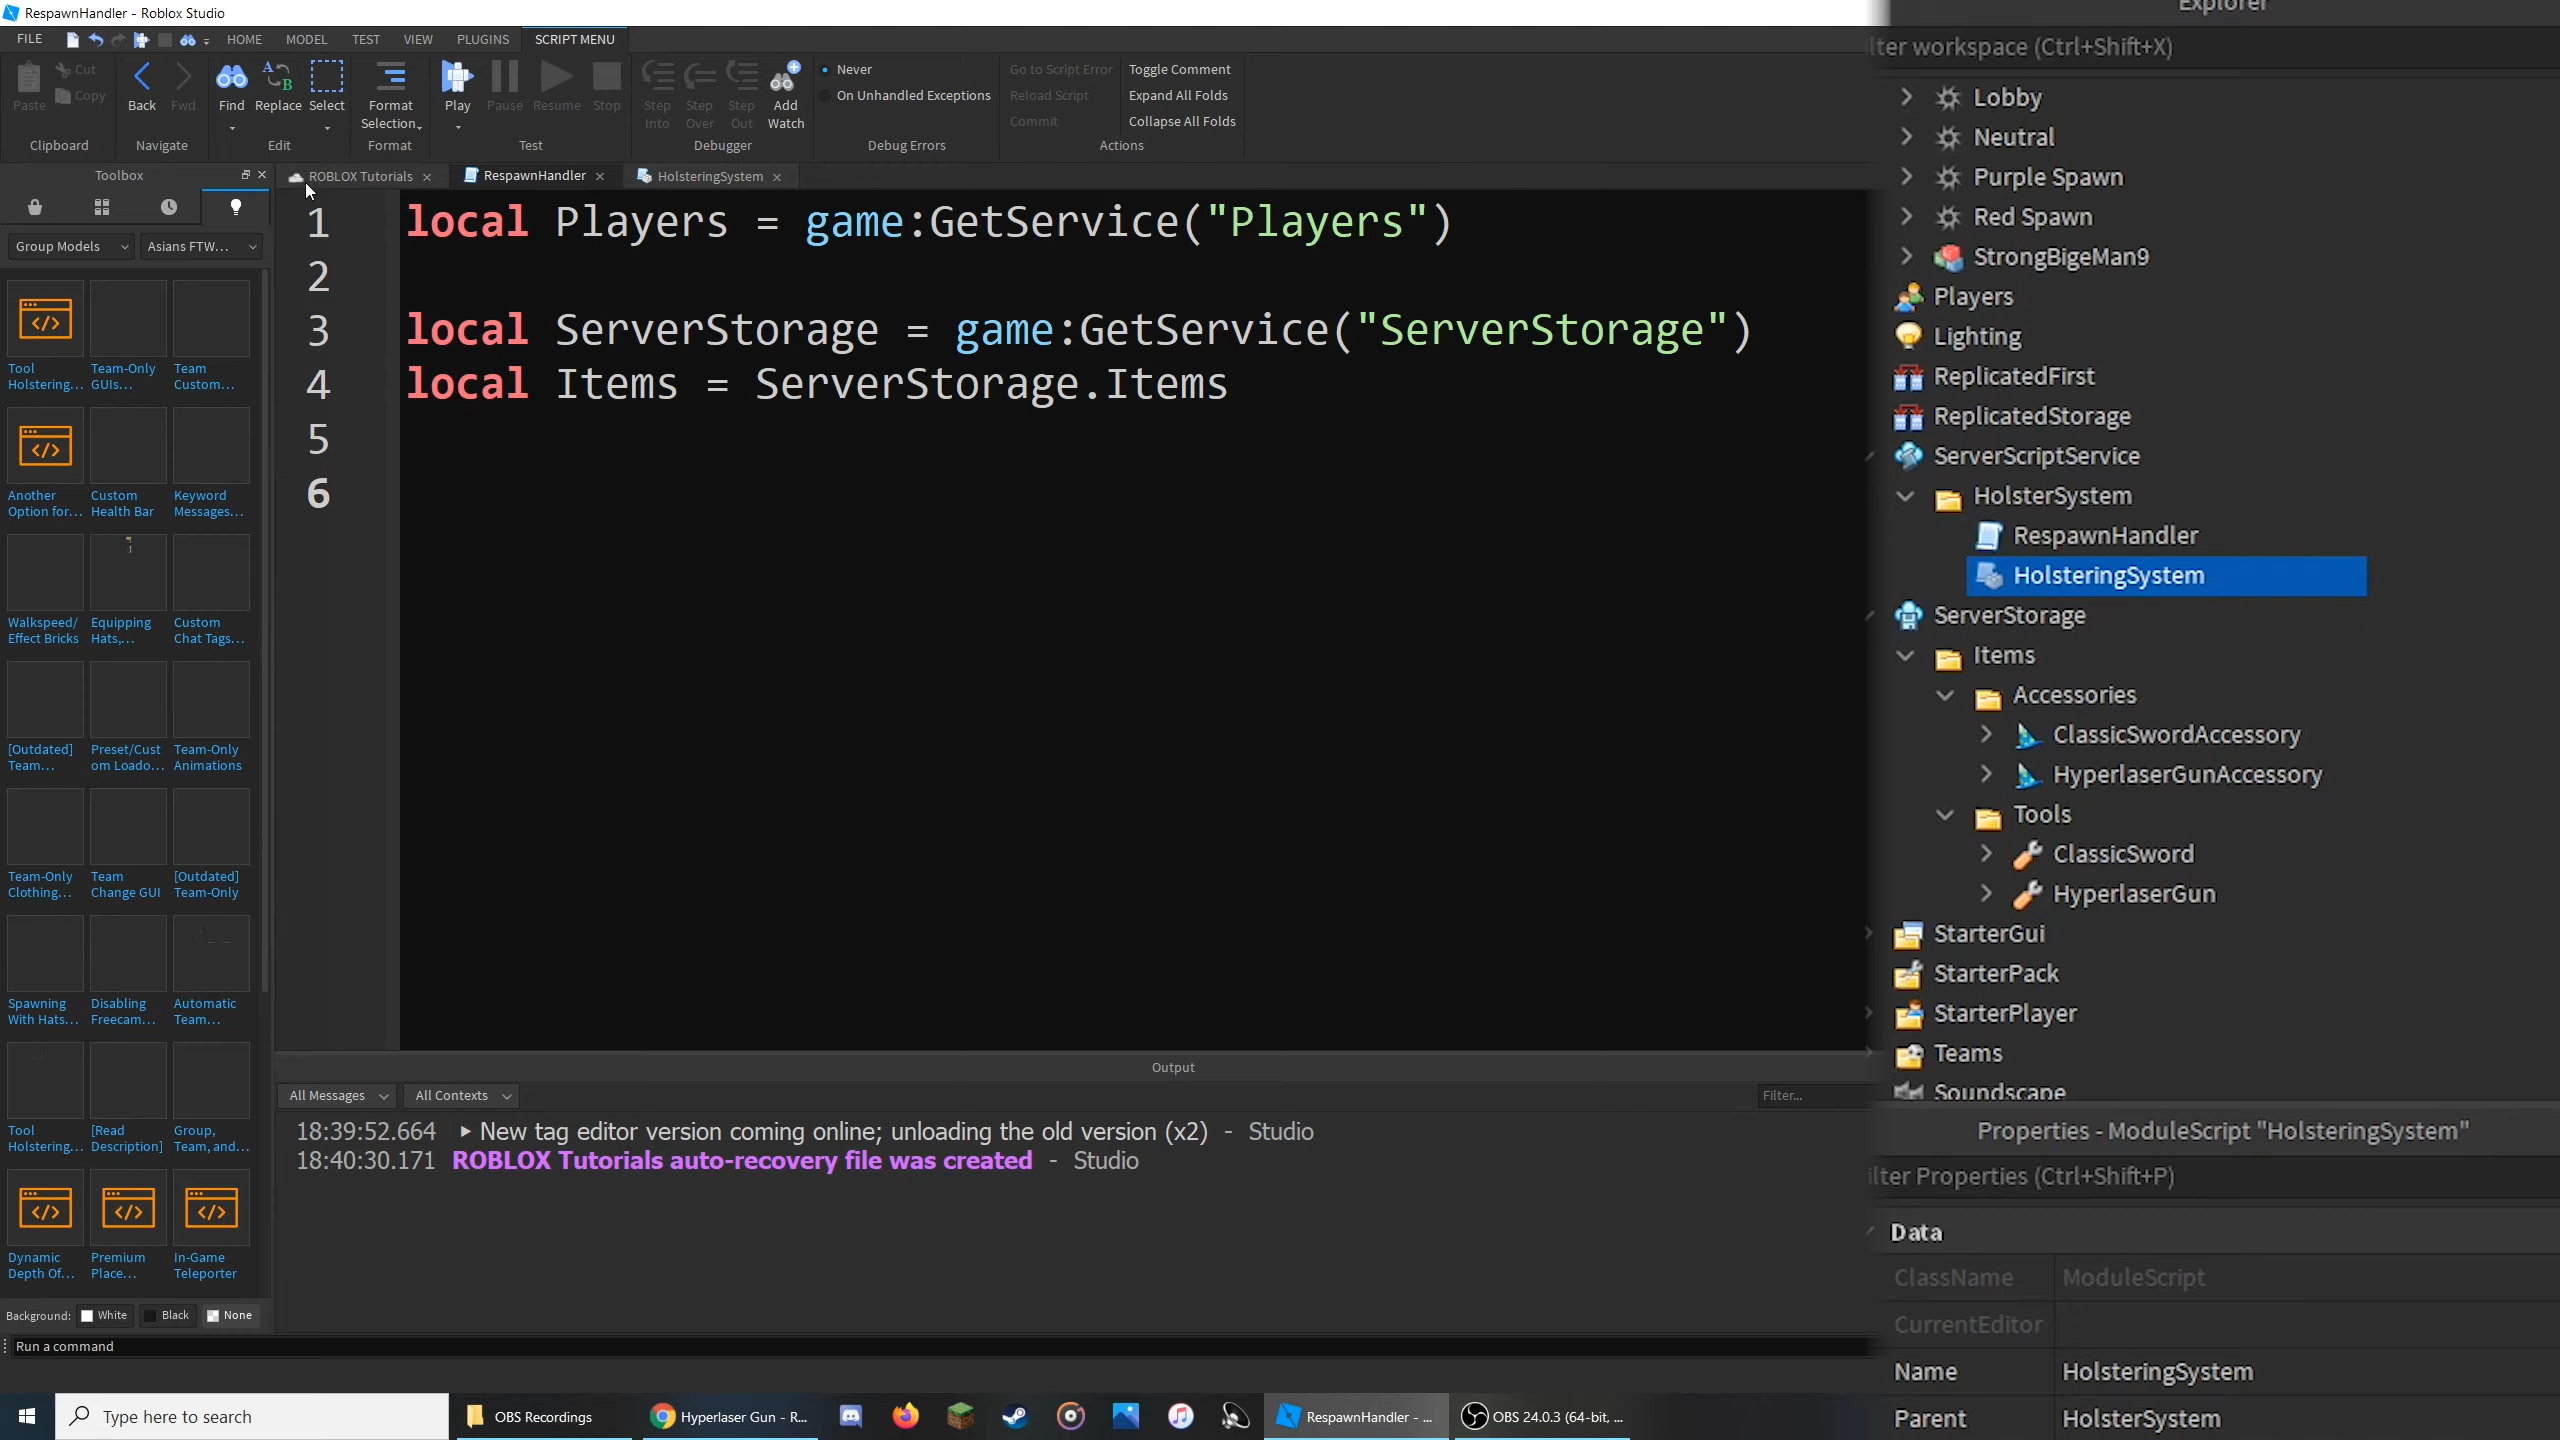 RespawnHandler - Roblox Studio
FILE
HOME
MODEL
TEST
VIEW
PLUGINS
SCRIPT MENU
Paste
Cut
Copy
Clipboard
Back
Fwd
Navigate
Find
Replace
Select
Edit
Format
Selection
Format
Play
Pause
Resume
Stop
Test
Step
Into
Step
Over
Step
Out
Add
Watch
Debugger
Never
On Unhandled Exceptions
Debug Errors
Go to Script Error
Reload Script
Commit
Toggle Comment
Expand All Folds
Collapse All Folds
Actions
Toolbox
Group Models
Asians FTW...
Tool
Holstering...
Team-Only
GUIs...
Team
Custom...
Another
Option for...
Custom
Health Bar
Keyword
Messages...
Walkspeed/
Effect Bricks
Equipping
Hats,...
Custom
Chat Tags...
[Outdated]
Team...
Preset/Cust
om Loado...
Team-Only
Animations
Team-Only
Clothing...
Team
Change GUI
[Outdated]
Team-Only
Spawning
With Hats...
Disabling
Freecam...
Automatic
Team...
Tool
Holstering...
[Read
Description]
Group,
Team, and...
Dynamic
Depth Of...
Premium
Place...
In-Game
Teleporter
Background:
White
Black
None
Run a command
ROBLOX Tutorials
RespawnHandler
HolsteringSystem
1 local Players = game:GetService("Players")
2
3 local ServerStorage = game:GetService("ServerStorage")
4 local Items = ServerStorage.Items
5
6
Output
All Messages
All Contexts
Filter...
18:39:52.664 New tag editor version coming online; unloading the old version (x2) - Studio
18:40:30.171 ROBLOX Tutorials auto-recovery file was created - Studio
Explorer
lter workspace (Ctrl+Shift+X)
Lobby
Neutral
Purple Spawn
Red Spawn
StrongBigeMan9
Players
Lighting
ReplicatedFirst
ReplicatedStorage
ServerScriptService
HolsterSystem
RespawnHandler
HolsteringSystem
ServerStorage
Items
Accessories
ClassicSwordAccessory
HyperlaserGunAccessory
Tools
ClassicSword
HyperlaserGun
StarterGui
StarterPack
StarterPlayer
Teams
Soundscape
Properties - ModuleScript "HolsteringSystem"
ilter Properties (Ctrl+Shift+P)
Data
ClassName ModuleScript
CurrentEditor
Name HolsteringSystem
Parent HolsterSystem
Type here to search
OBS Recordings
Hyperlaser Gun - R...
RespawnHandler - ...
OBS 24.0.3 (64-bit, ...